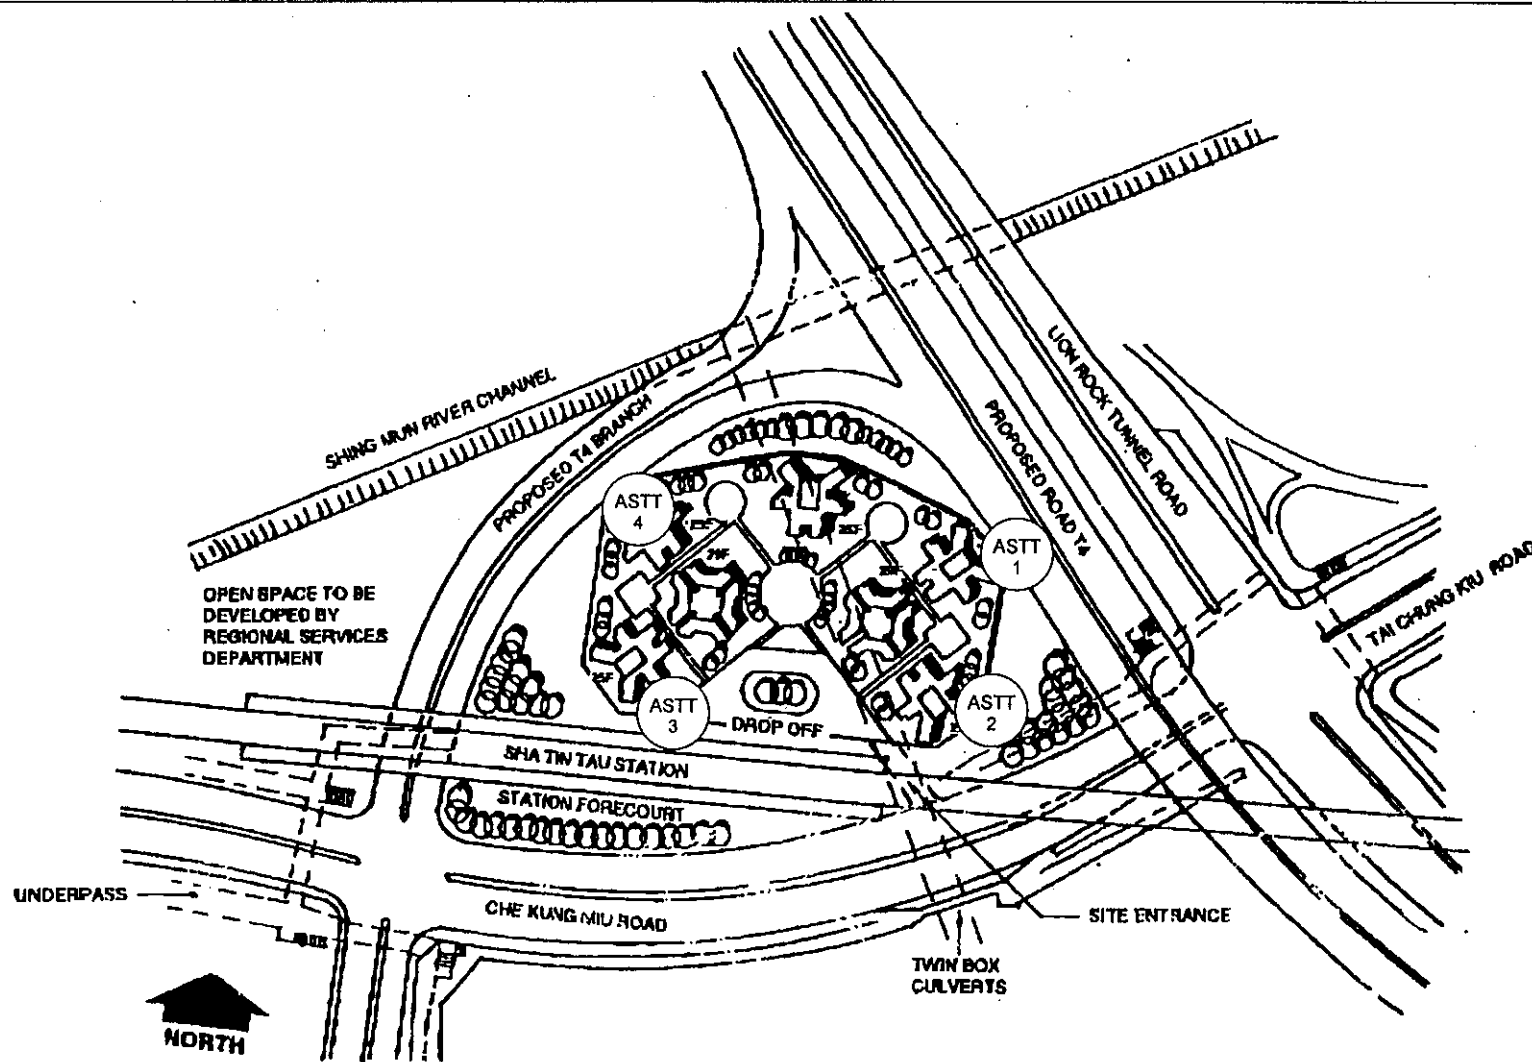 LION ROCK TUNNEL ROAD
SHING MUN RIVER CHANNEL
PROPOSED T4 BRANCH
PROPOSED ROAD T4
TAI CHUNG KIU ROAD
ASTT
4
ASTT
1
25F
OPEN SPACE TO BE
DEVELOPED BY
REGIONAL SERVICES
DEPARTMENT
25F
ASTT
3
ASTT
2
DROP OFF
SHA TIN TAU STATION
STATION FORECOURT
UNDERPASS
CHE KUNG MIU ROAD
SITE ENTRANCE
TWIN BOX
CULVERTS
NORTH